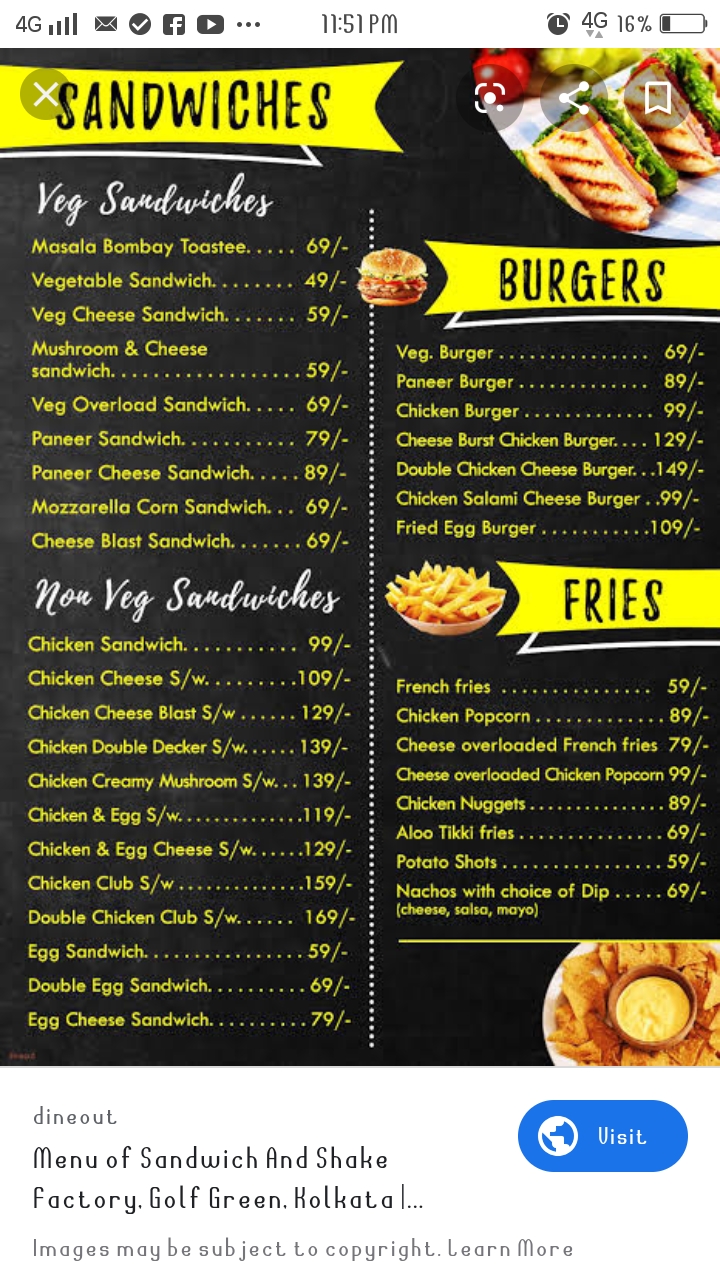 4G 11:51 PM 4G 16%
SANDWICHES
Veg Sandwiches
Masala Bombay Toastee..... 69/-
Vegetable Sandwich........ 49/-
Veg Cheese Sandwich....... 59/-
Mushroom & Cheese
sandwich................... 59/-
Veg Overload Sandwich..... 69/-
Paneer Sandwich........... 79/-
Paneer Cheese Sandwich..... 89/-
Mozzarella Corn Sandwich... 69/-
Cheese Blast Sandwich....... 69/-
Non Veg Sandwiches
Chicken Sandwich........... 99/-
Chicken Cheese S/w.........109/-
Chicken Cheese Blast S/w ...... 129/-
Chicken Double Decker S/w...... 139/-
Chicken Creamy Mushroom S/w... 139/-
Chicken & Egg S/w..............119/-
Chicken & Egg Cheese S/w......129/-
Chicken Club S/w .............159/-
Double Chicken Club S/w...... 169/-
Egg Sandwich................. 59/-
Double Egg Sandwich.......... 69/-
Egg Cheese Sandwich.......... 79/-
BURGERS
Veg. Burger ............... 69/-
Paneer Burger ............. 89/-
Chicken Burger ............. 99/-
Cheese Burst Chicken Burger.... 129/-
Double Chicken Cheese Burger...149/-
Chicken Salami Cheese Burger ..99/-
Fried Egg Burger ...........109/-
FRIES
French fries ............... 59/-
Chicken Popcorn ............. 89/-
Cheese overloaded French fries 79/-
Cheese overloaded Chicken Popcorn 99/-
Chicken Nuggets .............. 89/-
Aloo Tikki fries ............... 69/-
Potato Shots ................ 59/-
Nachos with choice of Dip ..... 69/-
(cheese, salsa, mayo)
dineout
Menu of Sandwich And Shake
Factory, Golf Green, Kolkata |...
Visit
Images may be subject to copyright. Learn More